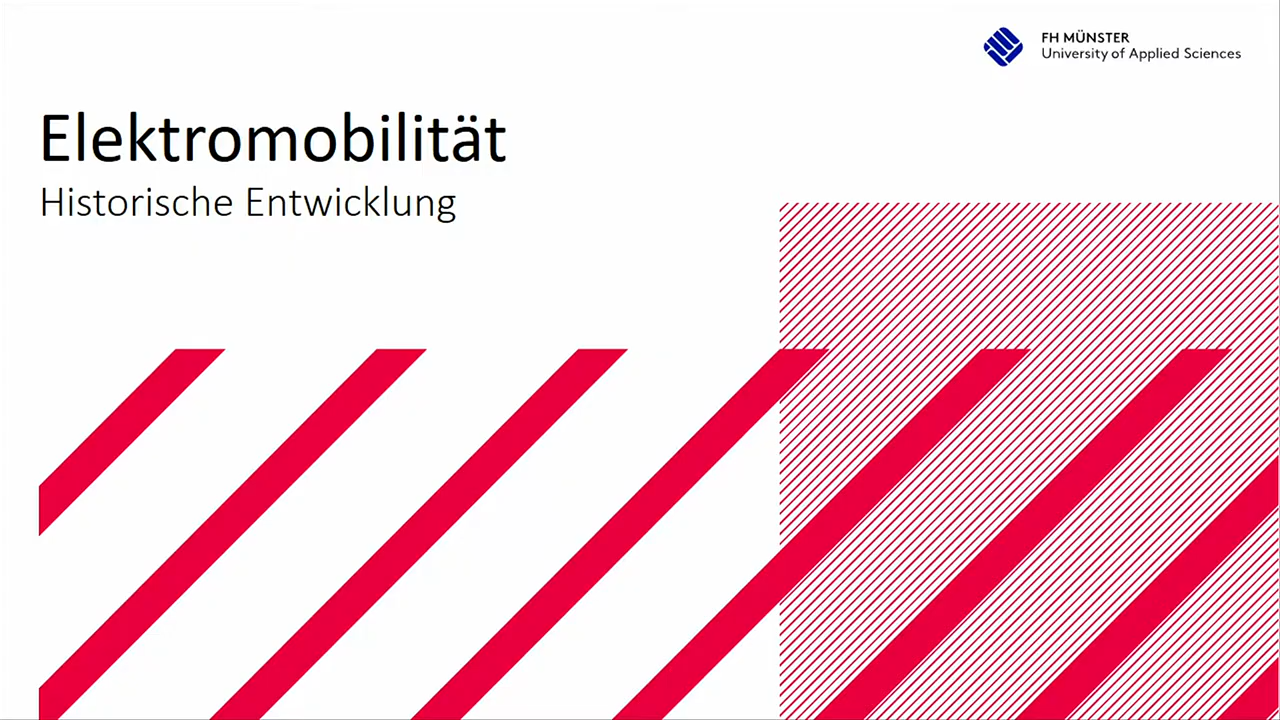 FH MÜNSTER
University of Applied Sciences
Elektromobilität
Historische Entwicklung